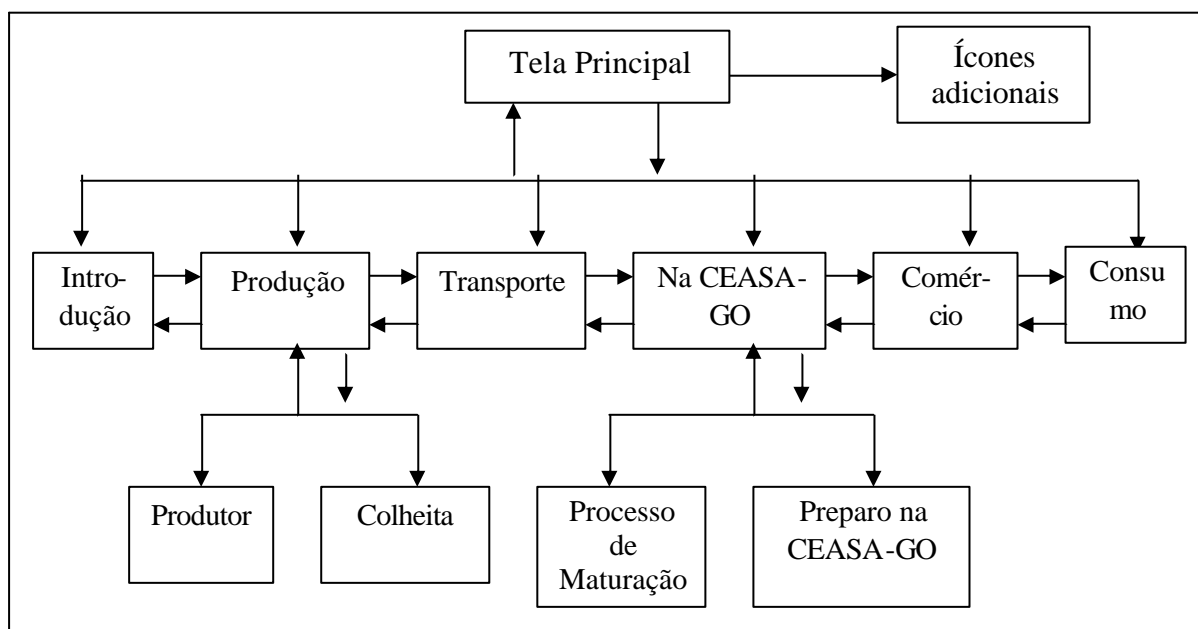 Tela Principal
Ícones
adicionais
Intro-
dução
Produção
Transporte
Na CEASA-
GO
Comér-
cio
Consu
mo
Produtor
Colheita
Processo
de
Maturação
Preparo na
CEASA-GO